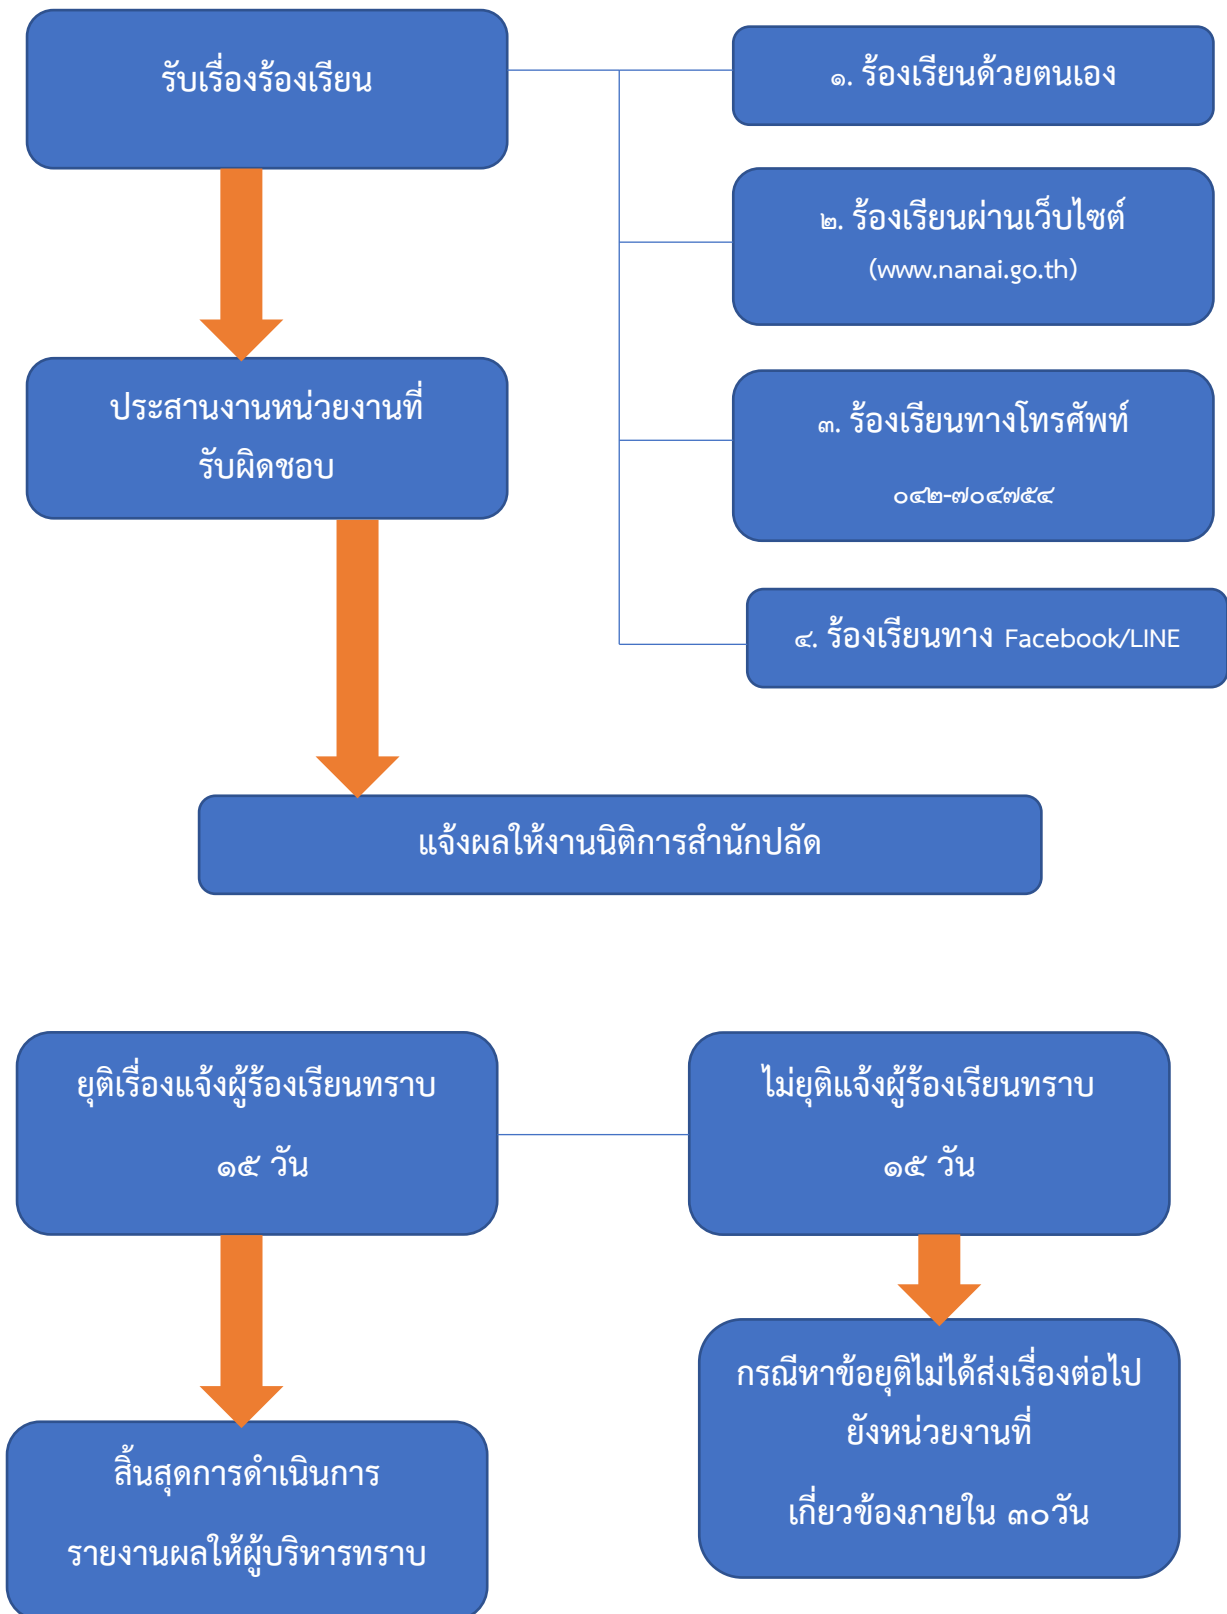 รับเรื่องร้องเรียน
๑. ร้องเรียนด้วยตนเอง
๒. ร้องเรียนผ่านเว็บไซต์
(www.nanai.go.th)
ประสานงานหน่วยงานที่
รับผิดชอบ
๓. ร้องเรียนทางโทรศัพท์
๐๔๒-๗๐๔๗๕๔
๔. ร้องเรียนทาง Facebook/LINE
แจ้งผลให้งานนิติการสำนักปลัด
ยุติเรื่องแจ้งผู้ร้องเรียนทราบ
๑๕ วัน
ไม่ยุติแจ้งผู้ร้องเรียนทราบ
๑๕ วัน
กรณีหาข้อยุติไม่ได้ส่งเรื่องต่อไป
ยังหน่วยงานที่
เกี่ยวข้องภายใน ๓๐วัน
สิ้นสุดการดำเนินการ
รายงานผลให้ผู้บริหารทราบ